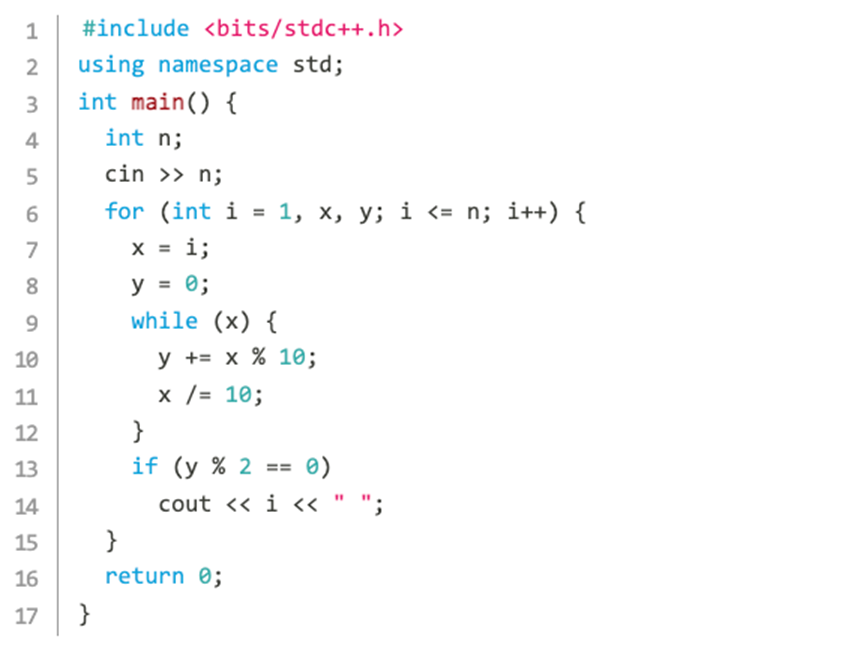 1 #include <bits/stdc++.h>
2 using namespace std;
3 int main() {
4   int n;
5   cin >> n;
6   for (int i = 1, x, y; i <= n; i++) {
7     x = i;
8     y = 0;
9     while (x) {
10       y += x % 10;
11       x /= 10;
12     }
13     if (y % 2 == 0)
14       cout << i << " ";
15   }
16   return 0;
17 }